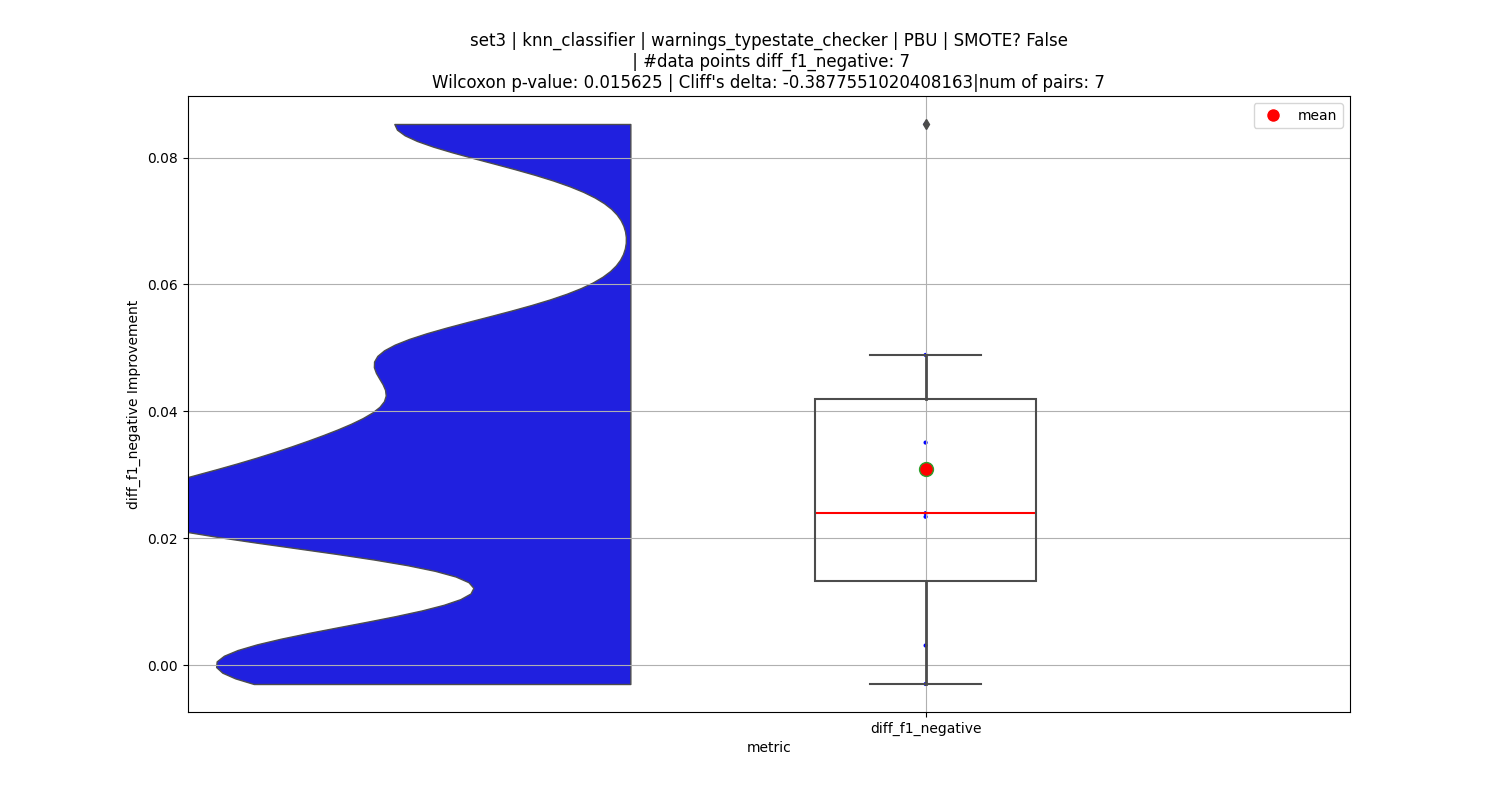 set3 | knn_classifier | warnings_typestate_checker | PBU | SMOTE? False
| #data points diff_f1_negative: 7
Wilcoxon p-value: 0.015625 | Cliff's delta: -0.3877551020408163|num of pairs: 7
mean
0.08
0.06
0.04
0.02
0.00
diff_f1_negative Improvement
diff_f1_negative
metric